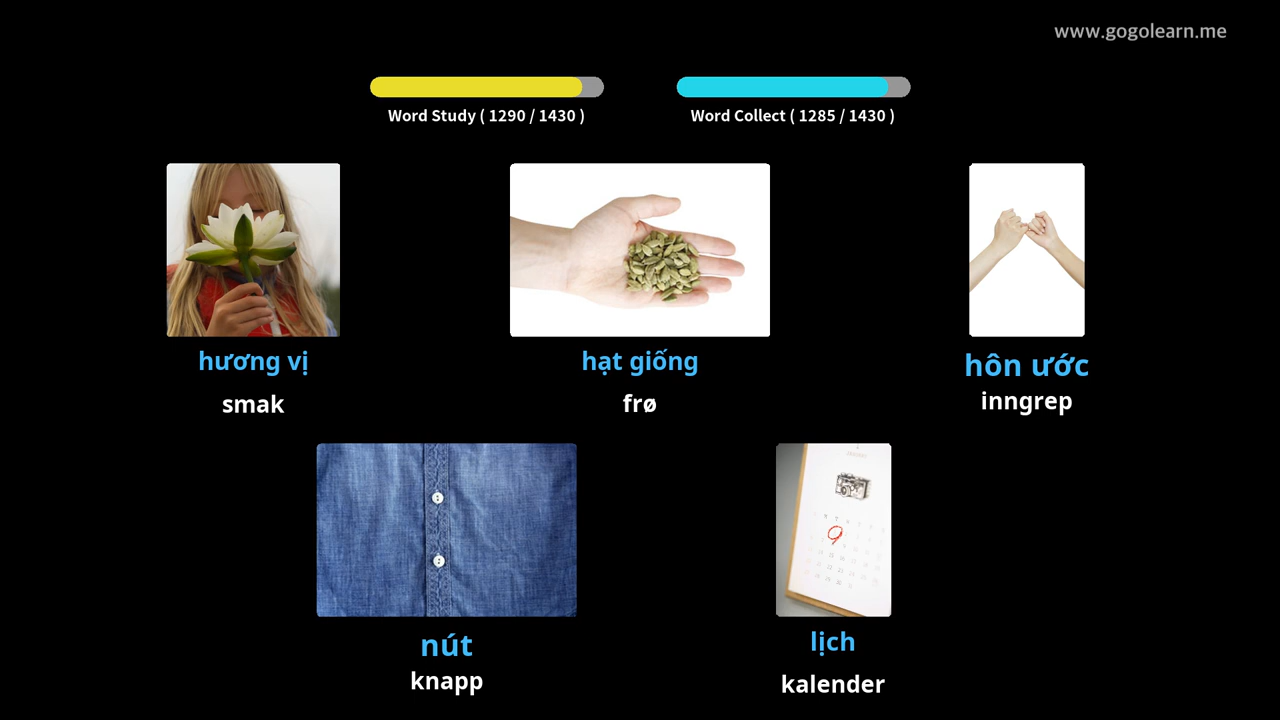 www.gogolearn.me
Word Study ( 1290 / 1430 )
Word Collect ( 1285 / 1430 )
hương vị
smak
hạt giống
frø
hôn ước
inngrep
nút
knapp
lịch
kalender